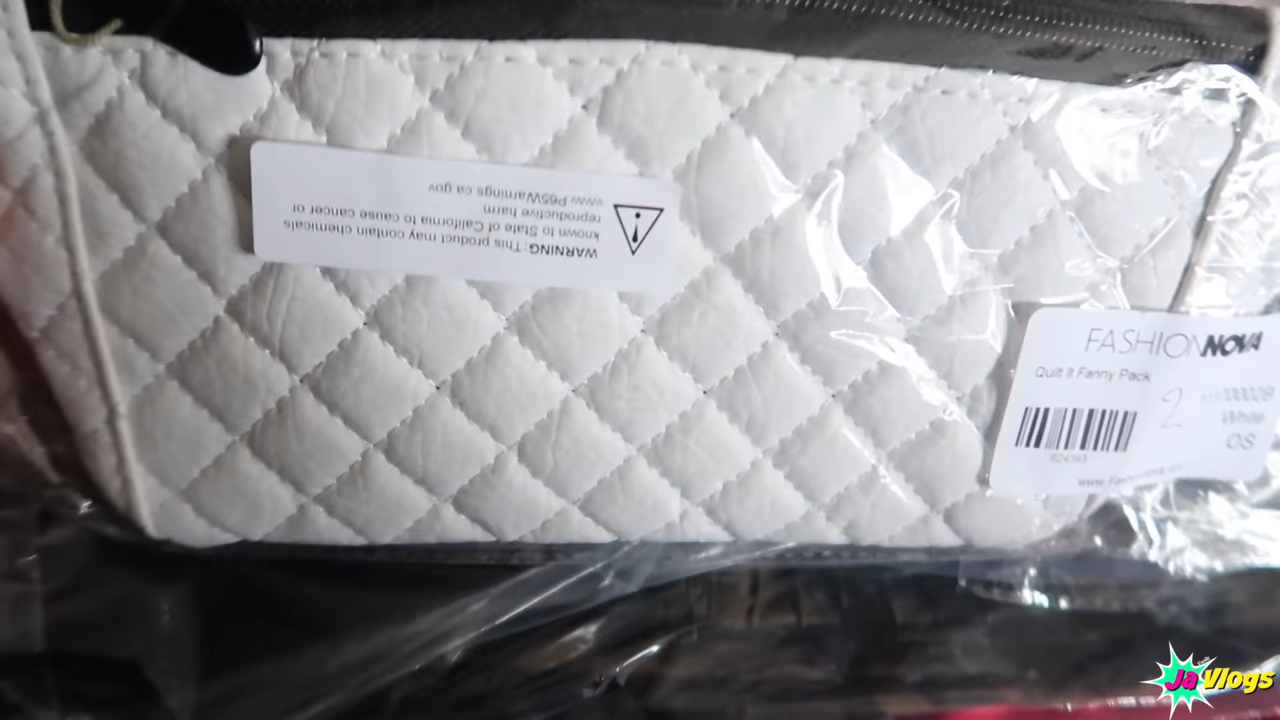 WARNING: This product may contain chemicals
known to State of California to cause cancer or
reproductive harm
www.P65Warnings.ca.gov
FASHIONNOVA
Quilt It Fanny Pack
2
White
OS
JaVlogs